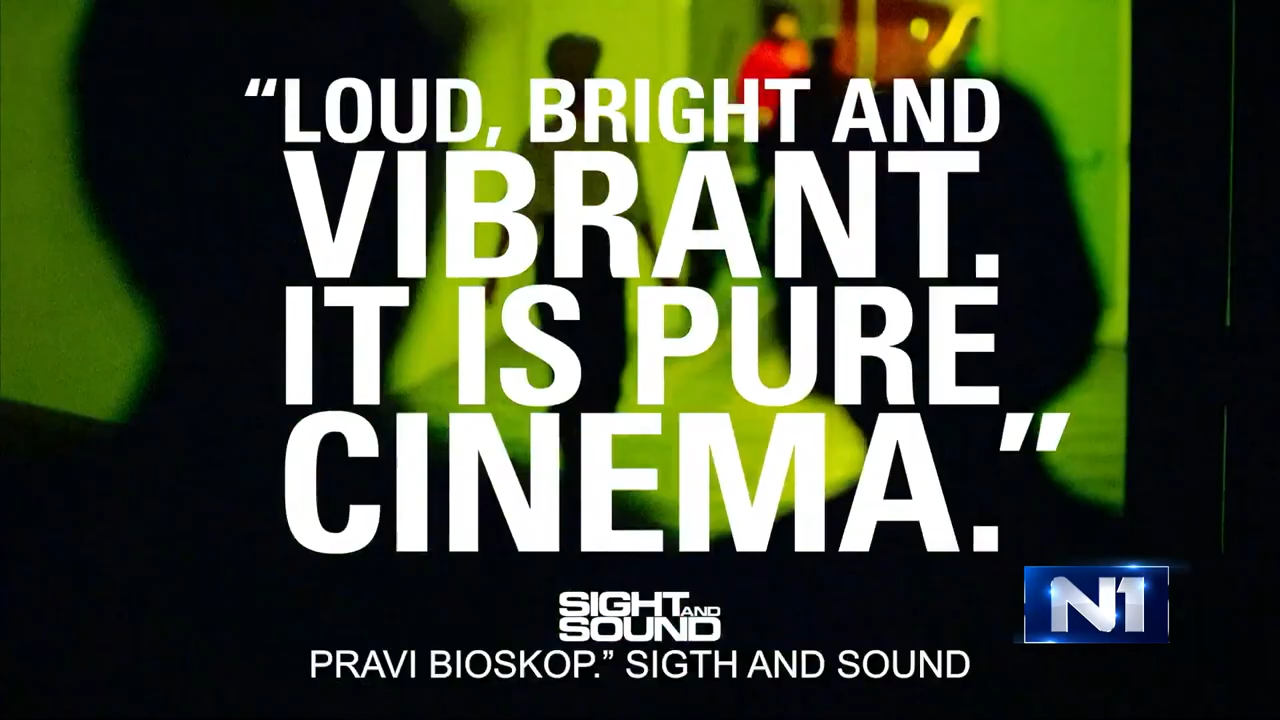 “LOUD, BRIGHT AND
VIBRANT.
IT IS PURE
CINEMA.”
SIGHT AND
SOUND
N1
PRAVI BIOSKOP.” SIGTH AND SOUND